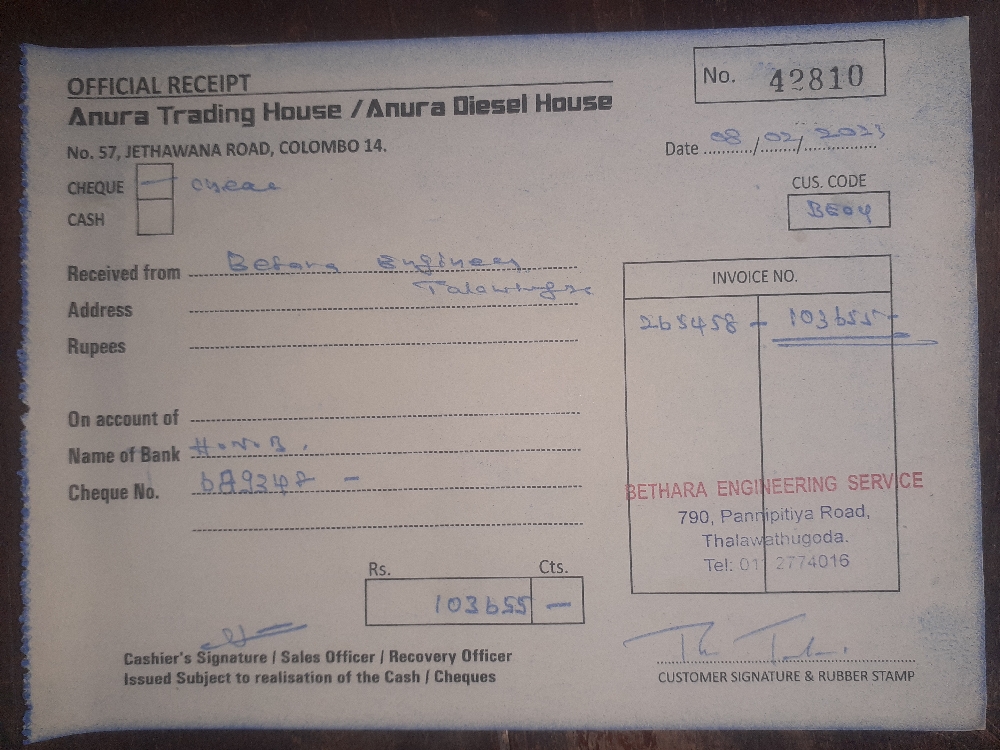 OFFICIAL RECEIPT
No. 42810
Anura Trading House / Anura Diesel House
No. 57, JETHAWANA ROAD, COLOMBO 14.
Date 08/02/2023
CHEQUE —
CASH
CUS. CODE
BE04
Received from Betara Engineer
Address
Rupees
INVOICE NO.
265458 - 103655-
On account of
Name of Bank H.N.B.
Cheque No. 689348 -
BETHARA ENGINEERING SERVICE
790, Pannipitiya Road,
Thalawathugoda.
Tel: 011 2774016
Rs. Cts.
103655 —
Cashier's Signature / Sales Officer / Recovery Officer
Issued Subject to realisation of the Cash / Cheques
CUSTOMER SIGNATURE & RUBBER STAMP